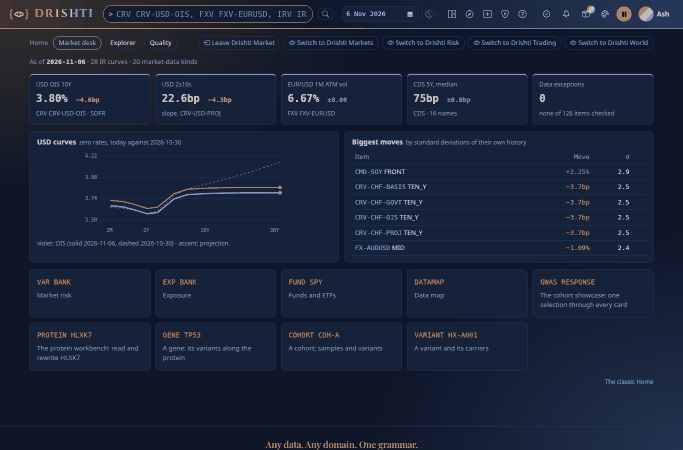 {<>} DRISHTI
> CRV CRV-USD-OIS, FXV FXV-EURUSD, IRV IR
6 Nov 2026
Ash
Home Market desk Explorer Quality
Leave Drishti Market
Switch to Drishti Markets
Switch to Drishti Risk
Switch to Drishti Trading
Switch to Drishti World
As of 2026-11-06 · 28 IR curves · 20 market-data kinds
USD OIS 10Y
3.80% −4.6bp
CRV CRV-USD-OIS · SOFR
USD 2s10s
22.6bp −4.3bp
slope, CRV-USD-PROJ
EUR/USD 1M ATM vol
6.67% ±0.00
FXV FXV-EURUSD
CDS 5Y, median
75bp ±0.0bp
CDS · 16 names
Data exceptions
0
none of 126 items checked
USD curves zero rates, today against 2026-10-30
4.22
3.98
3.74
3.50
2Y
10Y
30Y
violet: OIS (solid 2026-11-06, dashed 2026-10-30) · accent: projection
Biggest moves by standard deviations of their own history
Item Move σ
CMD-SOY FRONT +2.25% 2.9
CRV-CHF-BASIS TEN_Y −3.7bp 2.5
CRV-CHF-GOVT TEN_Y −3.7bp 2.5
CRV-CHF-OIS TEN_Y −3.7bp 2.5
CRV-CHF-PROJ TEN_Y −3.7bp 2.5
FX-AUDUSD MID −1.09% 2.4
VAR BANK
Market risk
EXP BANK
Exposure
FUND SPY
Funds and ETFs
DATAMAP
Data map
GWAS RESPONSE
The cohort showcase: one
selection through every card
PROTEIN HLXK7
The protein workbench: read and
rewrite HLXK7
GENE TP53
A gene: its variants along the
protein
COHORT COH-A
A cohort: samples and variants
VARIANT HX-A001
A variant and its carriers
The classic Home
Any data. Any domain. One grammar.